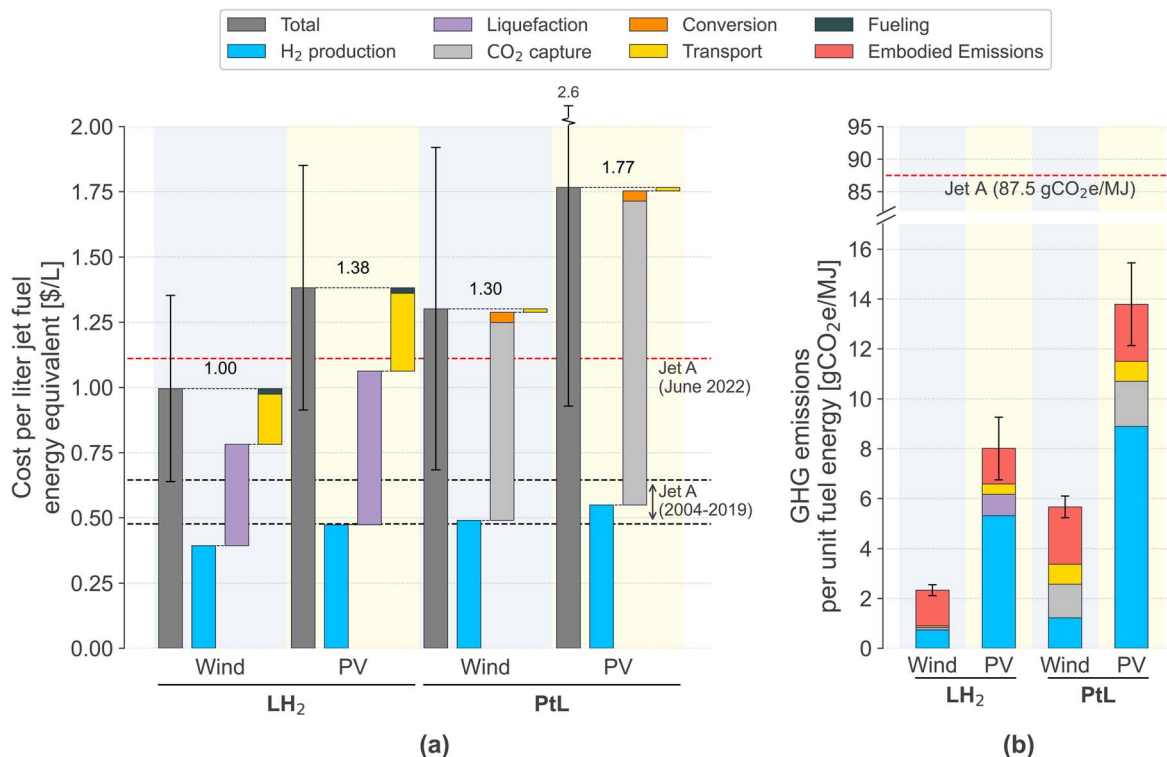 Total
Liquefaction
Conversion
Fueling
H₂ production
CO₂ capture
Transport
Embodied Emissions
2.6
2.00
1.75
1.50
1.25
1.00
0.75
0.50
0.25
0.00
Cost per liter jet fuel
energy equivalent [$/L]
1.00
1.38
1.30
1.77
Jet A
(June 2022)
Jet A
(2004-2019)
Wind
PV
Wind
PV
LH₂
PtL
(a)
95
90
85
16
14
12
10
8
6
4
2
0
GHG emissions
per unit fuel energy [gCO₂e/MJ]
Jet A (87.5 gCO₂e/MJ)
Wind
PV
Wind
PV
LH₂
PtL
(b)